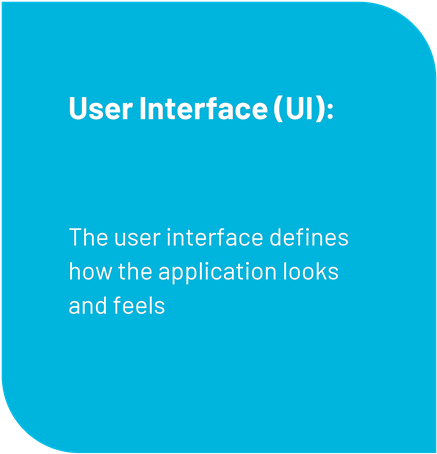 User Interface (UI):
The user interface defines
how the application looks
and feels